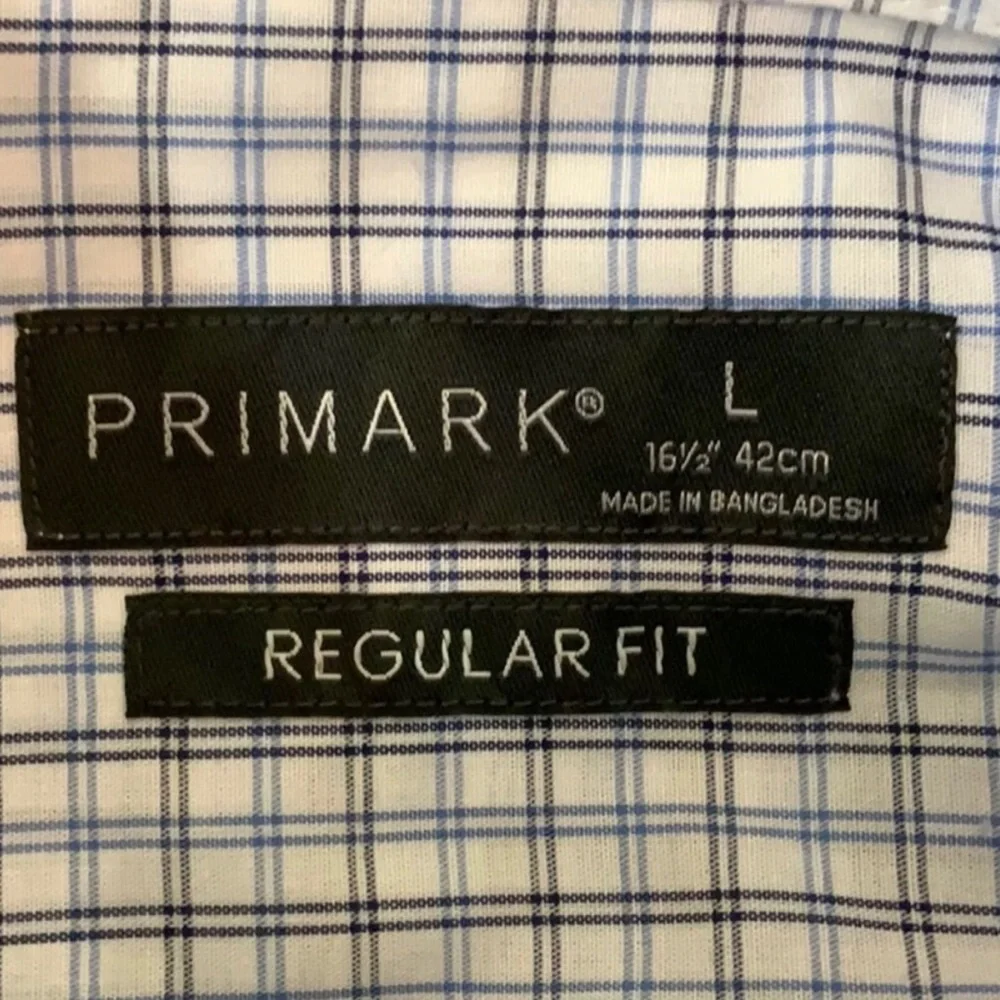 PRIMARK®
L
16½" 42cm
MADE IN BANGLADESH
REGULAR FIT